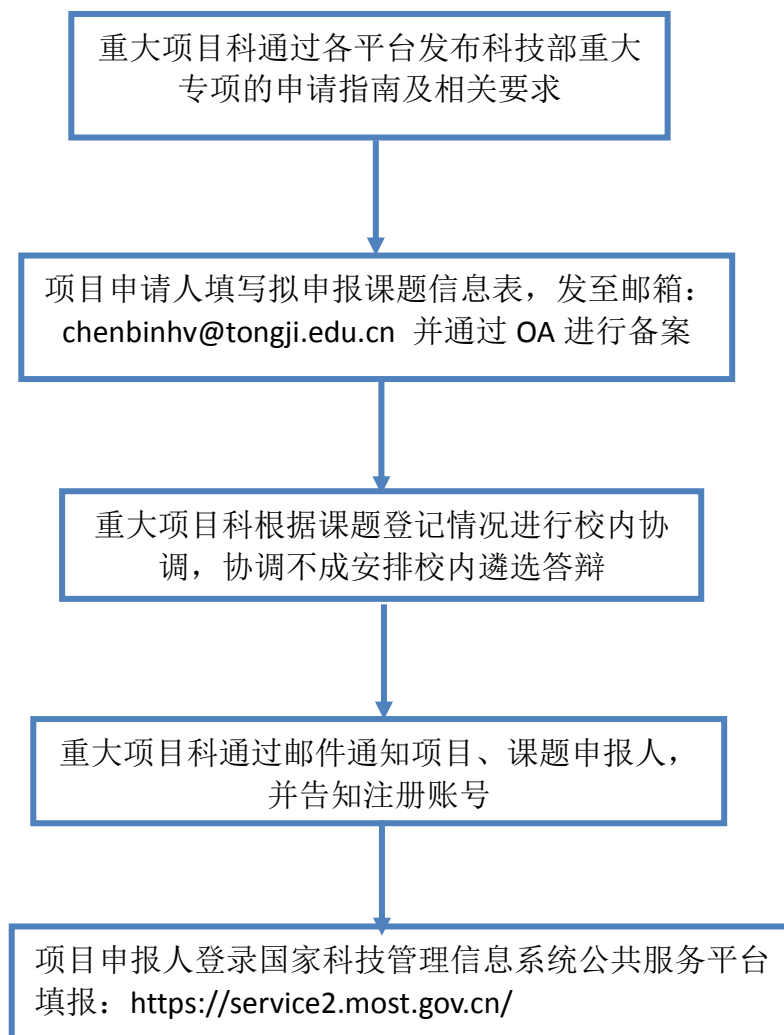 重大项目科通过各平台发布科技部重大
专项的申请指南及相关要求
项目申请人填写拟申报课题信息表，发至邮箱：
chenbinhv@tongji.edu.cn 并通过 OA 进行备案
重大项目科根据课题登记情况进行校内协
调，协调不成安排校内遴选答辩
重大项目科通过邮件通知项目、课题申报人，
并告知注册账号
项目申报人登录国家科技管理信息系统公共服务平台
填报：https://service2.most.gov.cn/